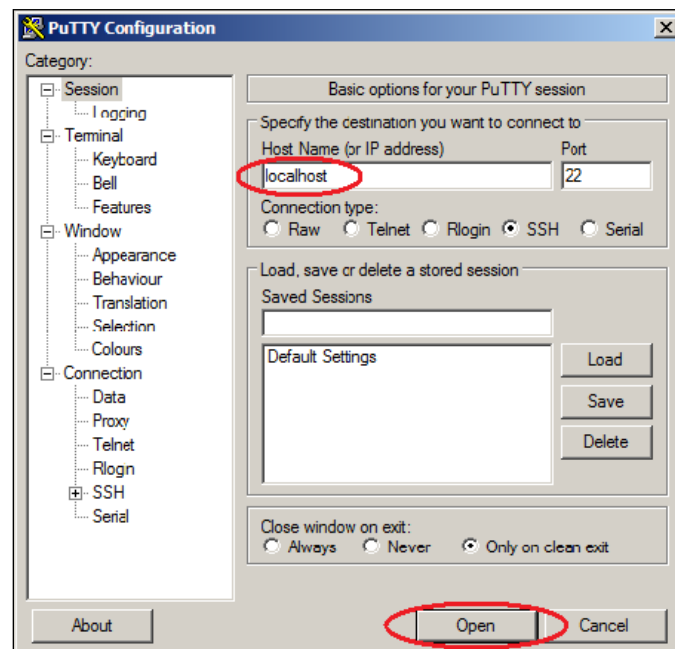 PuTTY Configuration
Category:
Session
Logging
Terminal
Keyboard
Bell
Features
Window
Appearance
Behaviour
Translation
Selection
Colours
Connection
Data
Proxy
Telnet
Rlogin
SSH
Serial
Basic options for your PuTTY session
Specify the destination you want to connect to
Host Name (or IP address) Port
localhost 22
Connection type:
Raw Telnet Rlogin SSH Serial
Load, save or delete a stored session
Saved Sessions
Default Settings
Load
Save
Delete
Close window on exit:
Always Never Only on clean exit
About Open Cancel